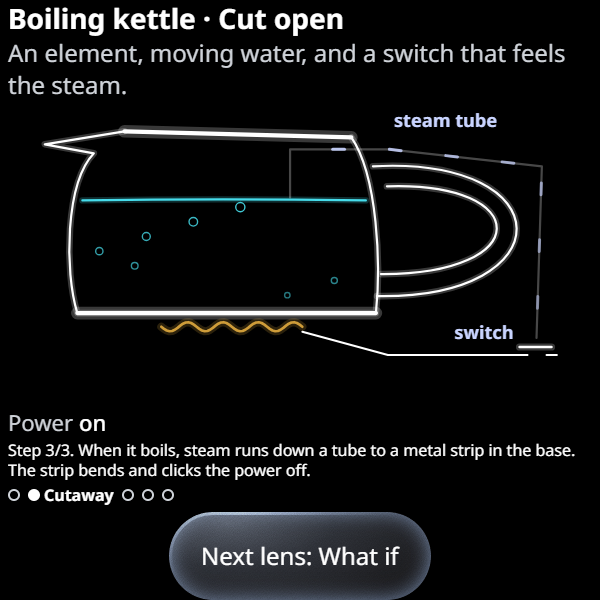 Boiling kettle · Cut open
An element, moving water, and a switch that feels
the steam.
steam tube
switch
Power on
Step 3/3. When it boils, steam runs down a tube to a metal strip in the base.
The strip bends and clicks the power off.
Cutaway
Next lens: What if